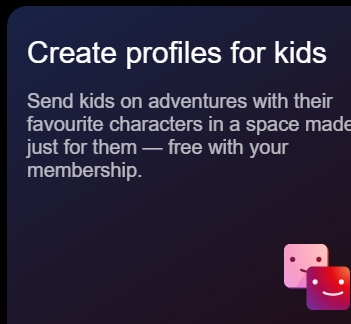 Create profiles for kids
Send kids on adventures with their
favourite characters in a space made
just for them — free with your
membership.